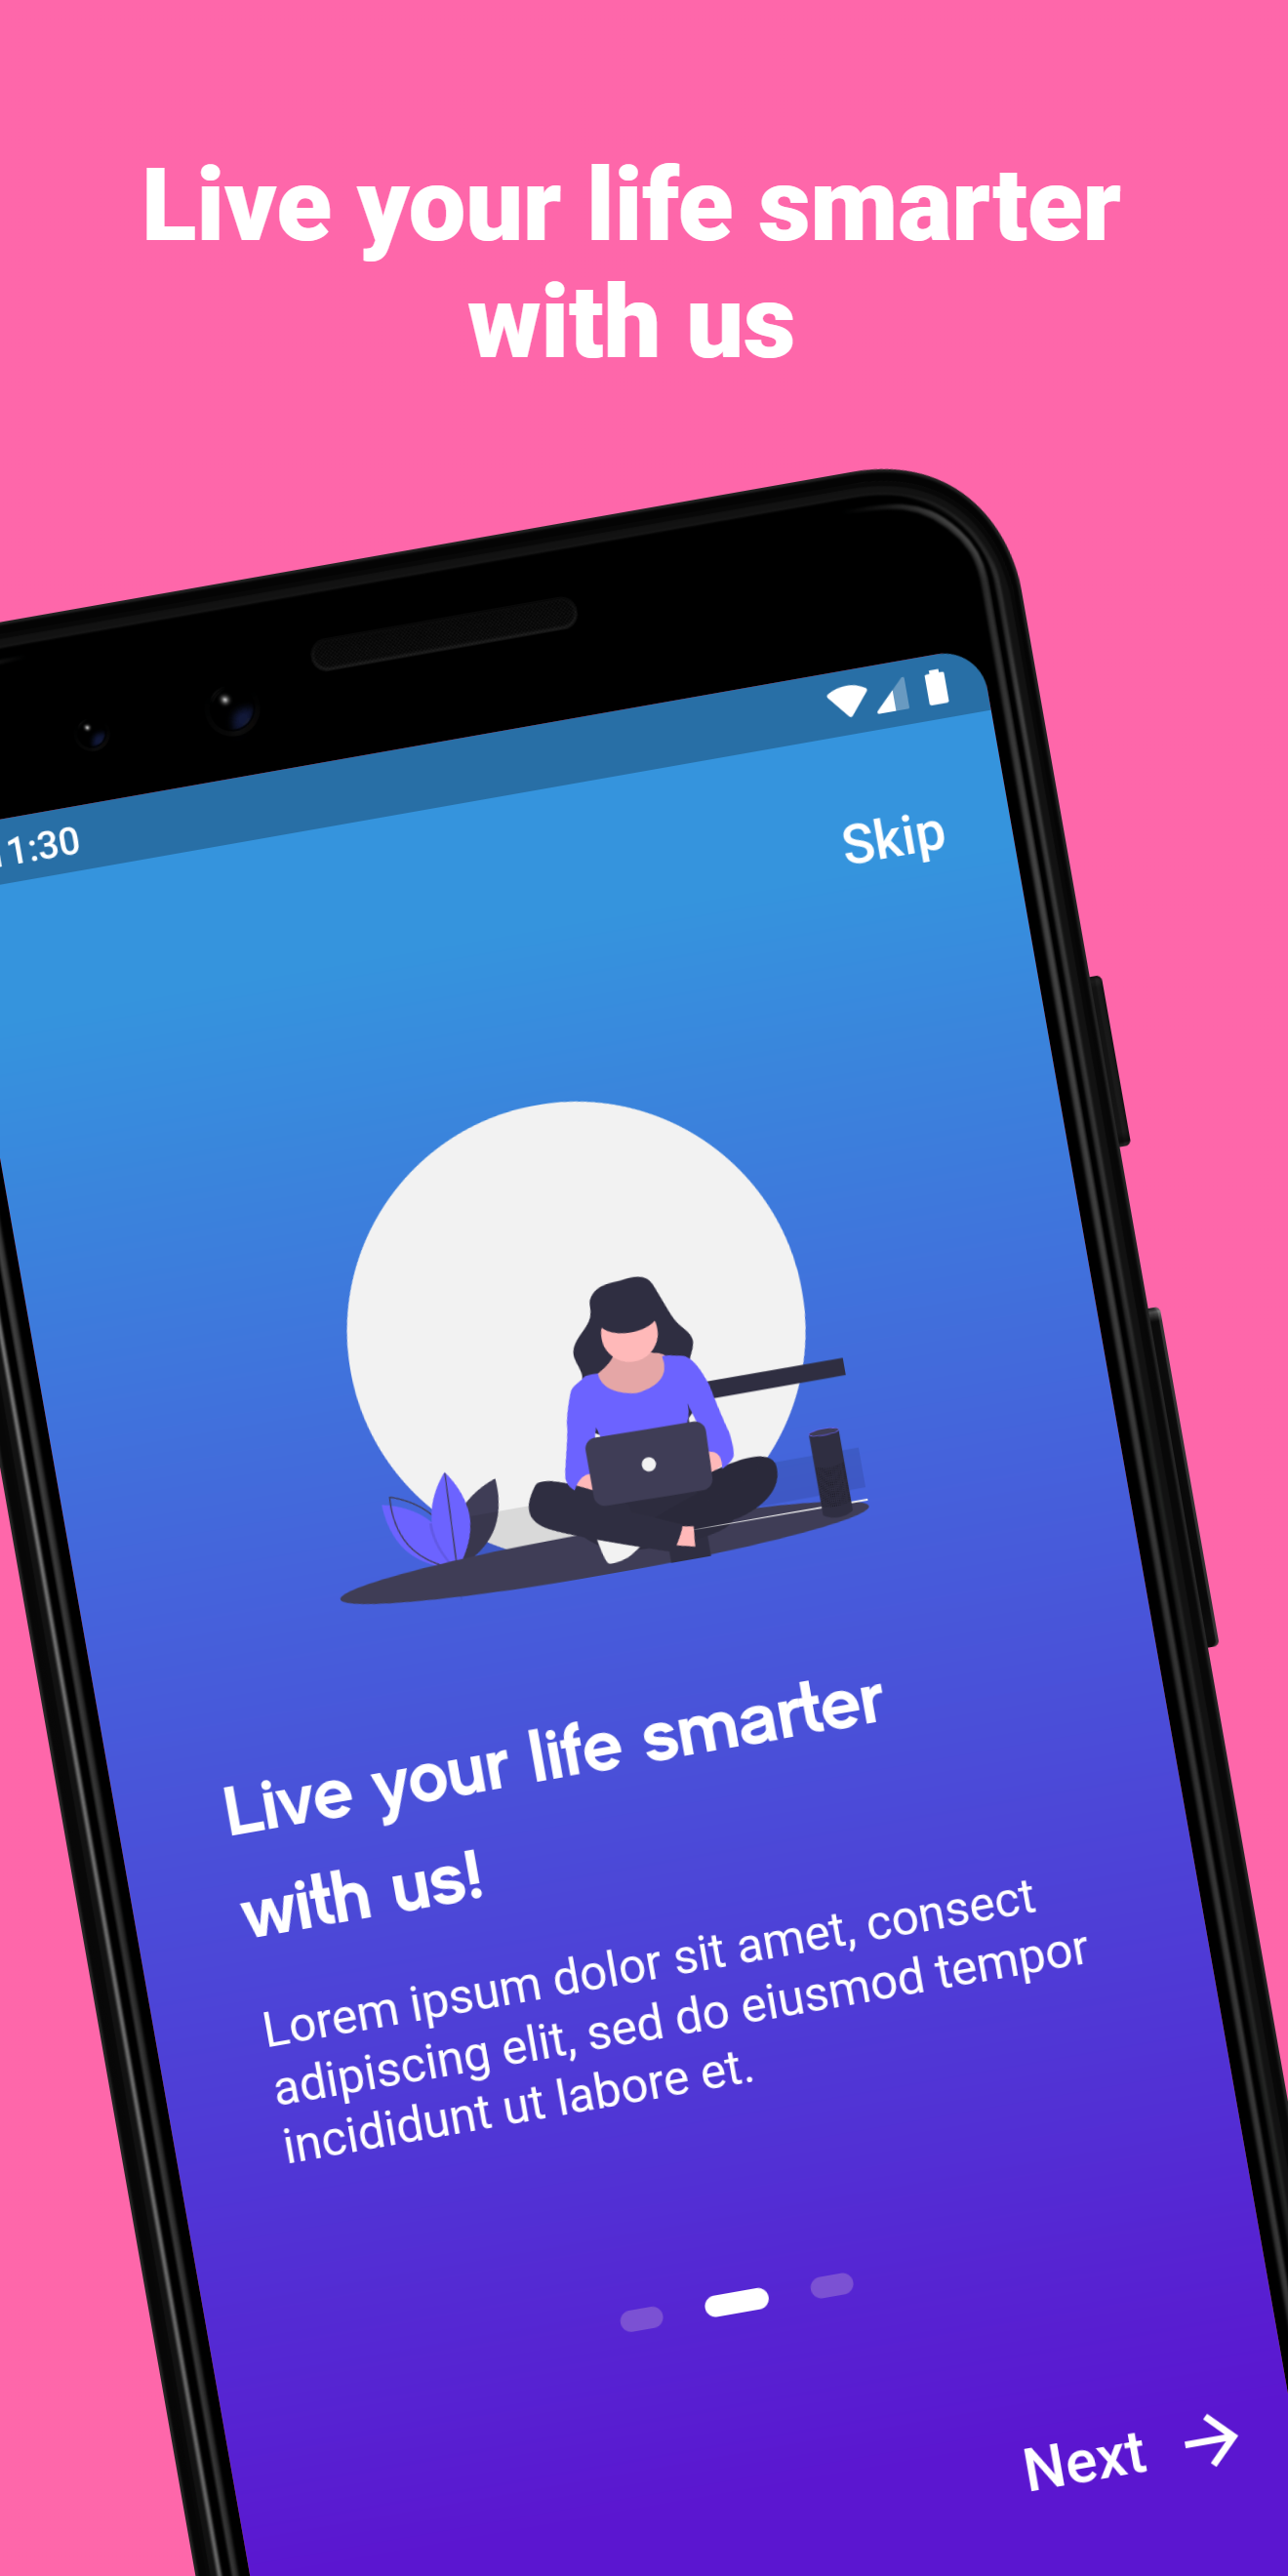 Live your life smarter
with us
11:30
Skip
Live your life smarter
with us!
Lorem ipsum dolor sit amet, consect
adipiscing elit, sed do eiusmod tempor
incididunt ut labore et.
Next